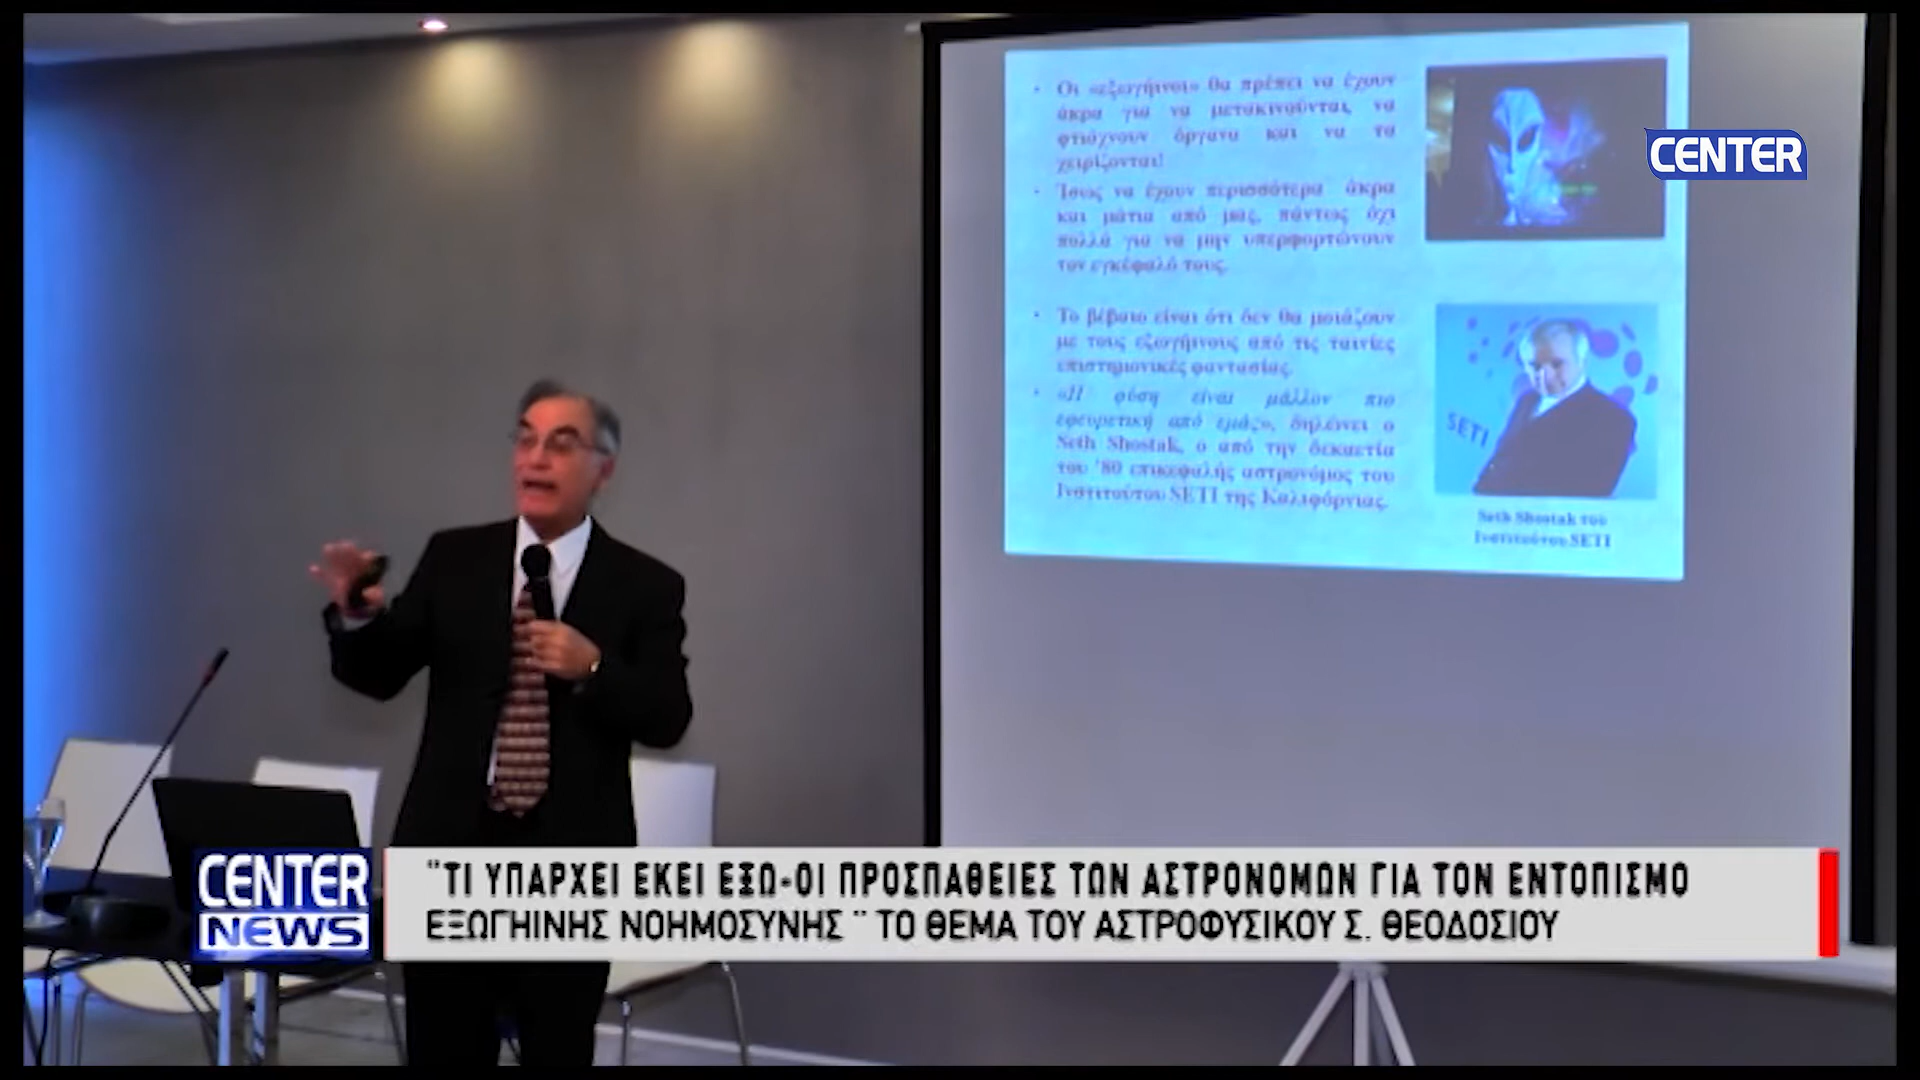 • Οι «εξωγήινοι» θα πρέπει να έχουν
άκρα για να μετακινούνται, να
φτιάχνουν όργανα και να τα
χειρίζονται!
• Ίσως να έχουν περισσότερα άκρα
και μάτια από μας, πάντως όχι
πολλά για να μην υπερφορτώνουν
τον εγκέφαλό τους.
• Το βέβαιο είναι ότι δεν θα μοιάζουν
με τους εξωγήινους από τις ταινίες
επιστημονικές φαντασίας.
• «Η φύση είναι μάλλον πιο
εφευρετική από εμάς», δηλώνει ο
Seth Shostak, ο από την δεκαετία
του '80 επικεφαλής αστρονόμος του
Ινστιτούτου SETI της Καλιφόρνιας.
SETI
Seth Shostak του
Ινστιτούτου SETI
CENTER
CENTER
NEWS
"ΤΙ ΥΠΑΡΧΕΙ ΕΚΕΙ ΕΞΩ-ΟΙ ΠΡΟΣΠΑΘΕΙΕΣ ΤΩΝ ΑΣΤΡΟΝΟΜΩΝ ΓΙΑ ΤΟΝ ΕΝΤΟΠΙΣΜΟ
ΕΞΩΓΗΙΝΗΣ ΝΟΗΜΟΣΥΝΗΣ " ΤΟ ΘΕΜΑ ΤΟΥ ΑΣΤΡΟΦΥΣΙΚΟΥ Σ. ΘΕΟΔΟΣΙΟΥ